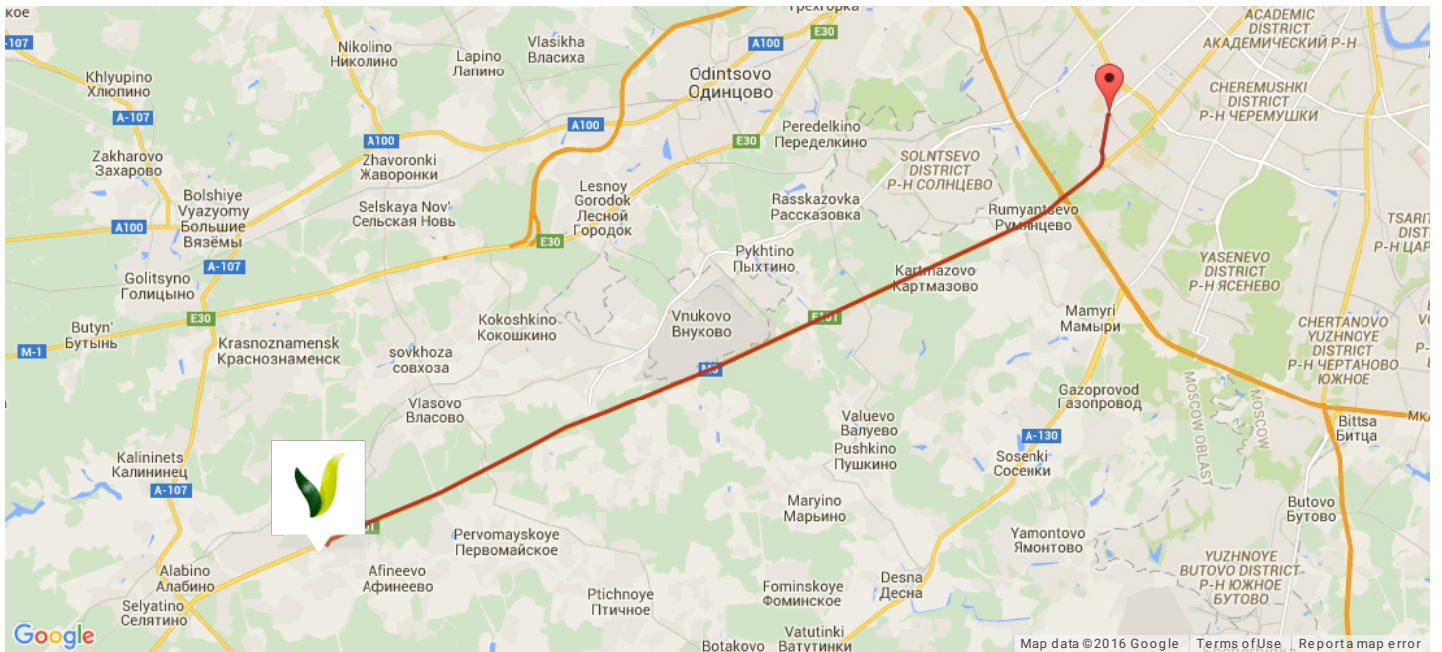 ское
-107
Khlyupino
Хлюпино
A-107
Zakharovo
Захарово
Nikolino
Николино
Lapino
Лапино
Vlasikha
Власиха
A100
E30
Трёхгорка
Odintsovo
Одинцово
ACADEMIC
DISTRICT
АКАДЕМИЧЕСКИЙ Р-Н
CHEREMUSHKI
DISTRICT
Р-Н ЧЕРЕМУШКИ
A100
A100
E30
Peredelkino
Переделкино
Zhavoronki
Жаворонки
SOLNTSEVO
DISTRICT
Р-Н СОЛНЦЕВО
Bolshiye
Vyazyomy
Большие
Вязёмы
A100
Selskaya Nov'
Сельская Новь
Lesnoy
Gorodok
Лесной
Городок
E30
Rasskazovka
Рассказовка
Rumyantsevo
Румянцево
TSARIT
DIST
Р-Н ЦАР
A-107
Golitsyno
Голицыно
Pykhtino
Пыхтино
Kartmazovo
Картмазово
YASENEVO
DISTRICT
Р-Н ЯСЕНЕВО
E30
Butyn'
Бутынь
M-1
Krasnoznamensk
Краснознаменск
Kokoshkino
Кокошкино
Vnukovo
Внуково
E101
Mamyri
Мамыри
CHERTANOVO
YUZHNOYE
DISTRICT
Р-Н ЧЕРТАНОВО
ЮЖНОЕ
sovkhoza
совхоза
M3
Vlasovo
Власово
Valuevo
Валуево
Gazoprovod
Газопровод
MOSCOW OBLAST
MOSCOW
МКА
Bittsa
Битца
Kalininets
Калининец
A-107
Pushkino
Пушкино
A-130
Sosenki
Сосенки
Maryino
Марьино
Butovo
Бутово
01
Pervomayskoye
Первомайское
Yamontovo
Ямонтово
Alabino
Алабино
Afineevo
Афинеево
YUZHNOYE
BUTOVO DISTRICT
Р-Н ЮЖНОЕ
БУТОВО
Selyatino
Селятино
Ptichnoye
Птичное
Fominskoye
Фоминское
Desna
Десна
Vatutinki
Ватутинки
Botakovo
Ботаково
Google
Map data ©2016 Google
Terms of Use
Report a map error